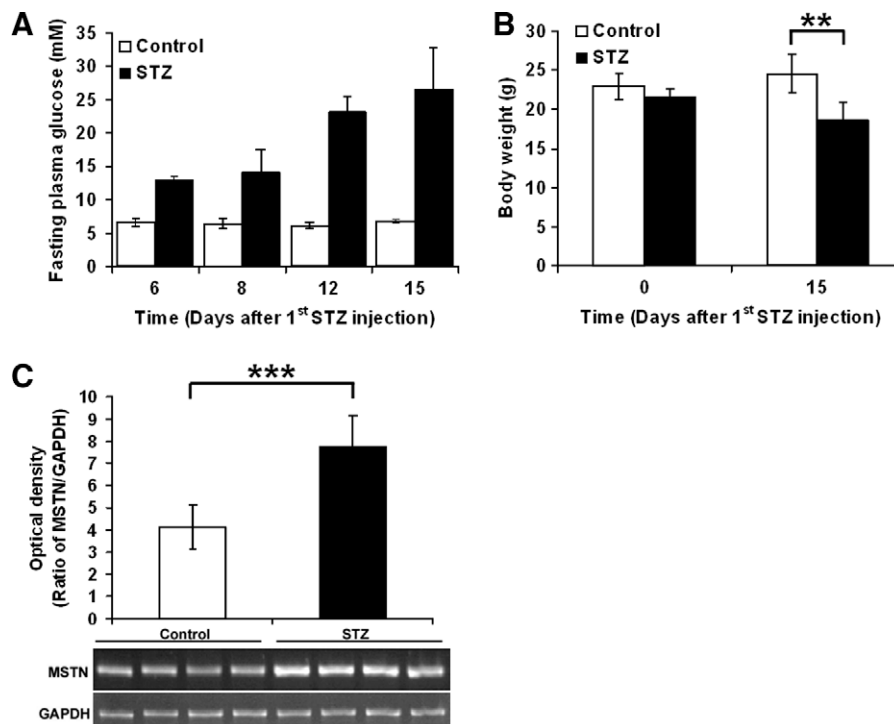 A
Fasting plasma glucose (mM)
Control
STZ
35
30
25
20
15
10
5
0
6 8 12 15
Time (Days after 1st STZ injection)
B
Body weight (g)
Control
STZ
**
30
25
20
15
10
5
0
0 15
Time (Days after 1st STZ injection)
C
***
Optical density
(Ratio of MSTN/GAPDH)
10
9
8
7
6
5
4
3
2
1
0
Control STZ
MSTN
GAPDH